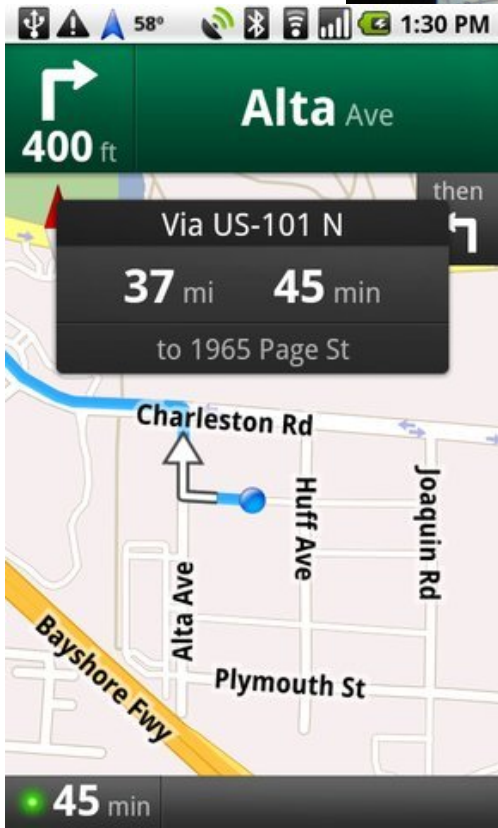 58°
1:30 PM
400 ft
Alta Ave
then
Via US-101 N
37 mi 45 min
to 1965 Page St
Charleston Rd
Huff Ave
Joaquin Rd
Alta Ave
Bayshore Fwy
Plymouth St
45 min